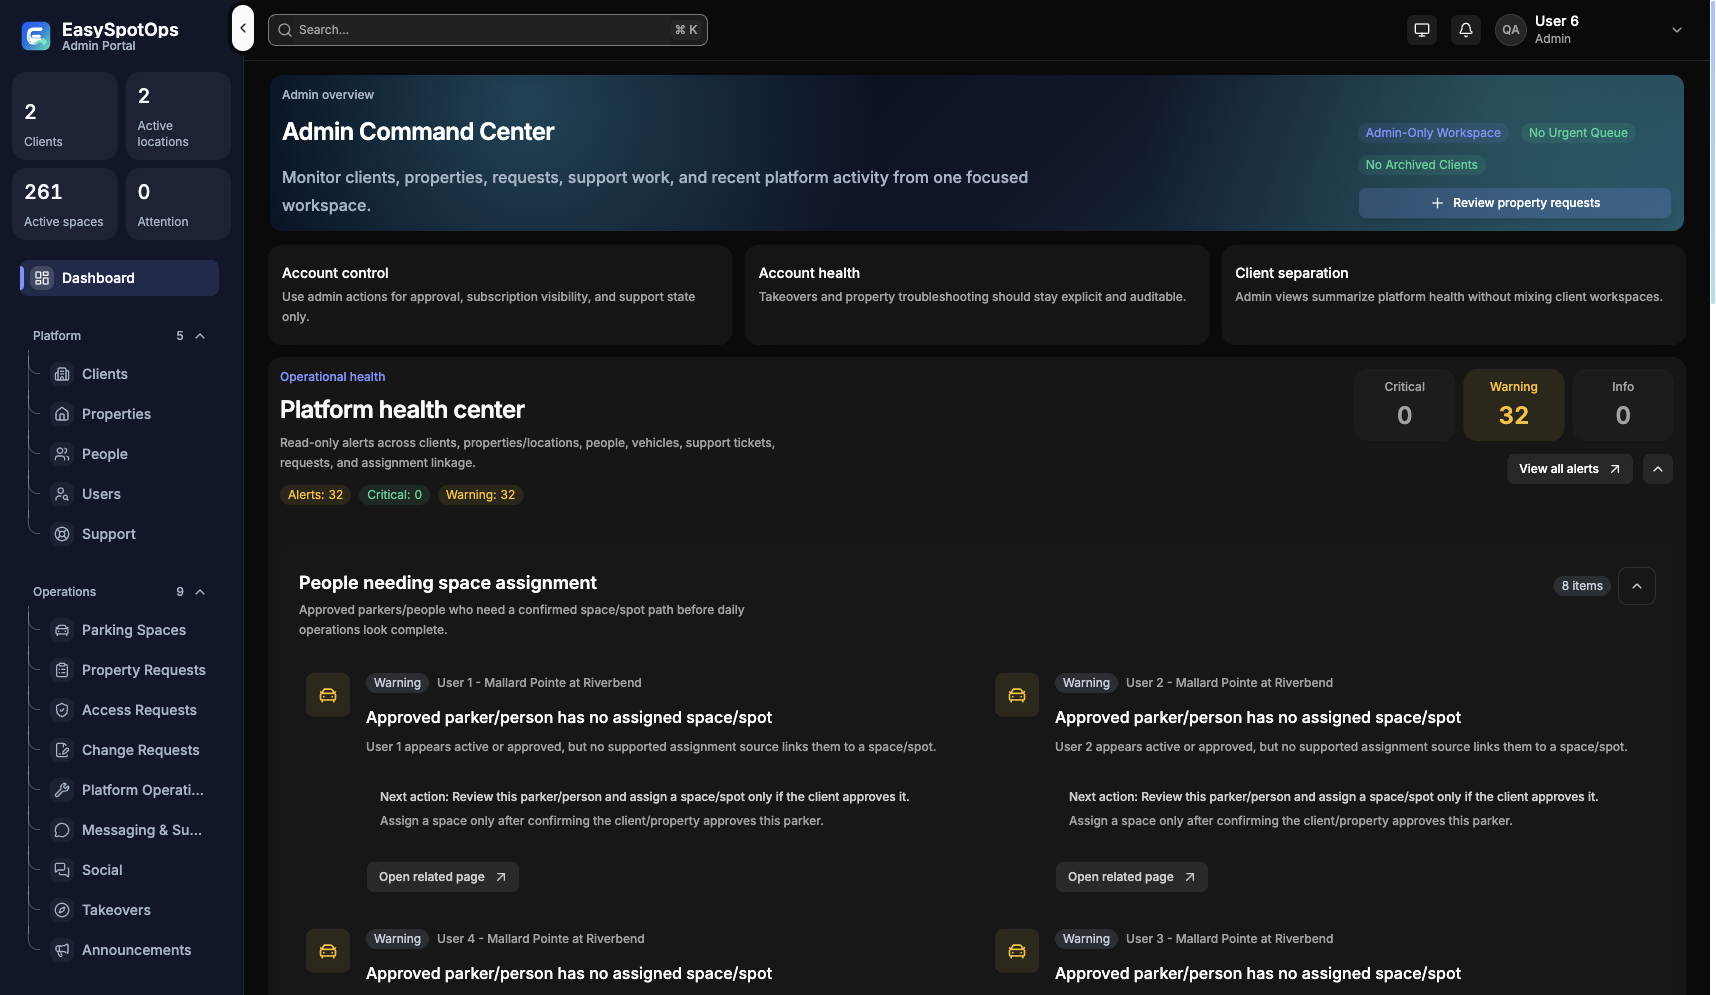 EasySpotOps
Admin Portal
2
Clients
2
Active
locations
261
Active spaces
0
Attention
Dashboard
Platform 5
Clients
Properties
People
Users
Support
Operations 9
Parking Spaces
Property Requests
Access Requests
Change Requests
Platform Operati...
Messaging & Su...
Social
Takeovers
Announcements
Search... ⌘ K
QA
User 6
Admin
Admin overview
Admin Command Center
Monitor clients, properties, requests, support work, and recent platform activity from one focused
workspace.
Admin-Only Workspace No Urgent Queue
No Archived Clients
Review property requests
Account control
Use admin actions for approval, subscription visibility, and support state
only.
Account health
Takeovers and property troubleshooting should stay explicit and auditable.
Client separation
Admin views summarize platform health without mixing client workspaces.
Operational health
Platform health center
Read-only alerts across clients, properties/locations, people, vehicles, support tickets,
requests, and assignment linkage.
Alerts: 32 Critical: 0 Warning: 32
Critical
0
Warning
32
Info
0
View all alerts
People needing space assignment
Approved parkers/people who need a confirmed space/spot path before daily
operations look complete.
8 items
Warning User 1 - Mallard Pointe at Riverbend
Approved parker/person has no assigned space/spot
User 1 appears active or approved, but no supported assignment source links them to a space/spot.
Next action: Review this parker/person and assign a space/spot only if the client approves it.
Assign a space only after confirming the client/property approves this parker.
Open related page
Warning User 2 - Mallard Pointe at Riverbend
Approved parker/person has no assigned space/spot
User 2 appears active or approved, but no supported assignment source links them to a space/spot.
Next action: Review this parker/person and assign a space/spot only if the client approves it.
Assign a space only after confirming the client/property approves this parker.
Open related page
Warning User 4 - Mallard Pointe at Riverbend
Approved parker/person has no assigned space/spot
Warning User 3 - Mallard Pointe at Riverbend
Approved parker/person has no assigned space/spot